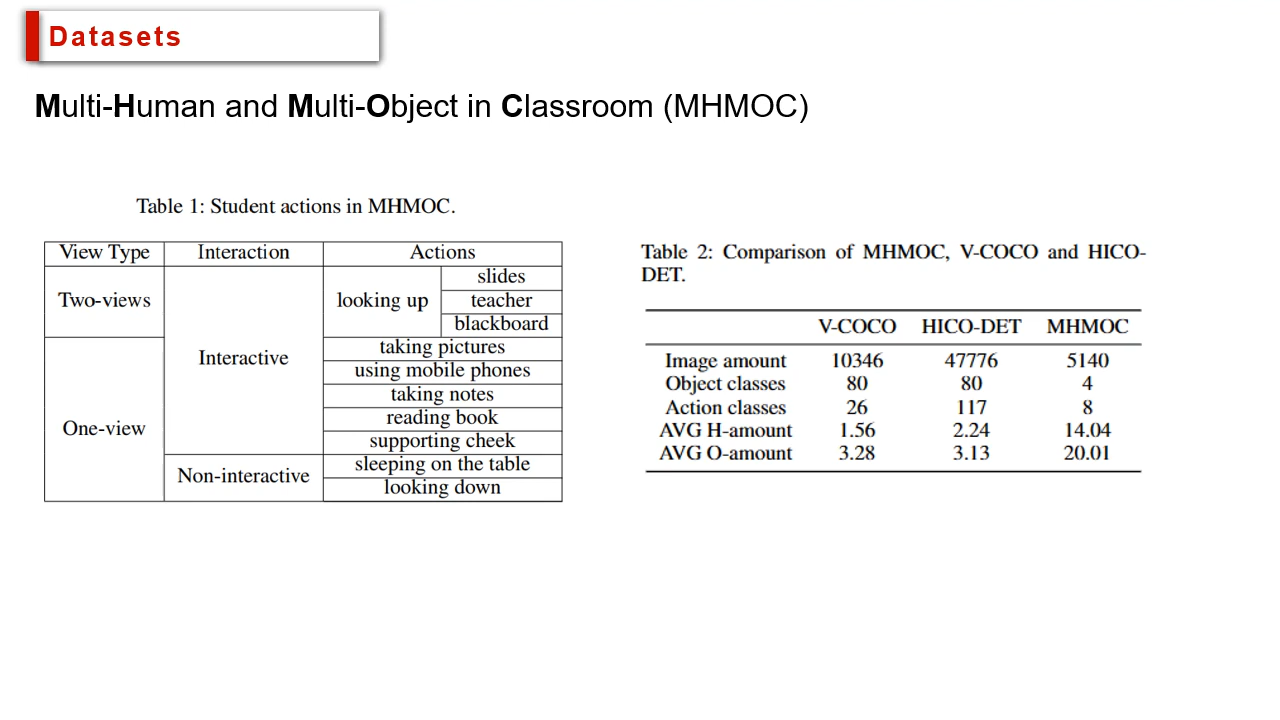 Datasets
Multi-Human and Multi-Object in Classroom (MHMOC)
Table 1: Student actions in MHMOC.
View Type Interaction Actions
Two-views Interactive looking up slides
teacher
blackboard
One-view taking pictures
using mobile phones
taking notes
reading book
supporting cheek
Non-interactive sleeping on the table
looking down
Table 2: Comparison of MHMOC, V-COCO and HICO-
DET.
V-COCO HICO-DET MHMOC
Image amount 10346 47776 5140
Object classes 80 80 4
Action classes 26 117 8
AVG H-amount 1.56 2.24 14.04
AVG O-amount 3.28 3.13 20.01